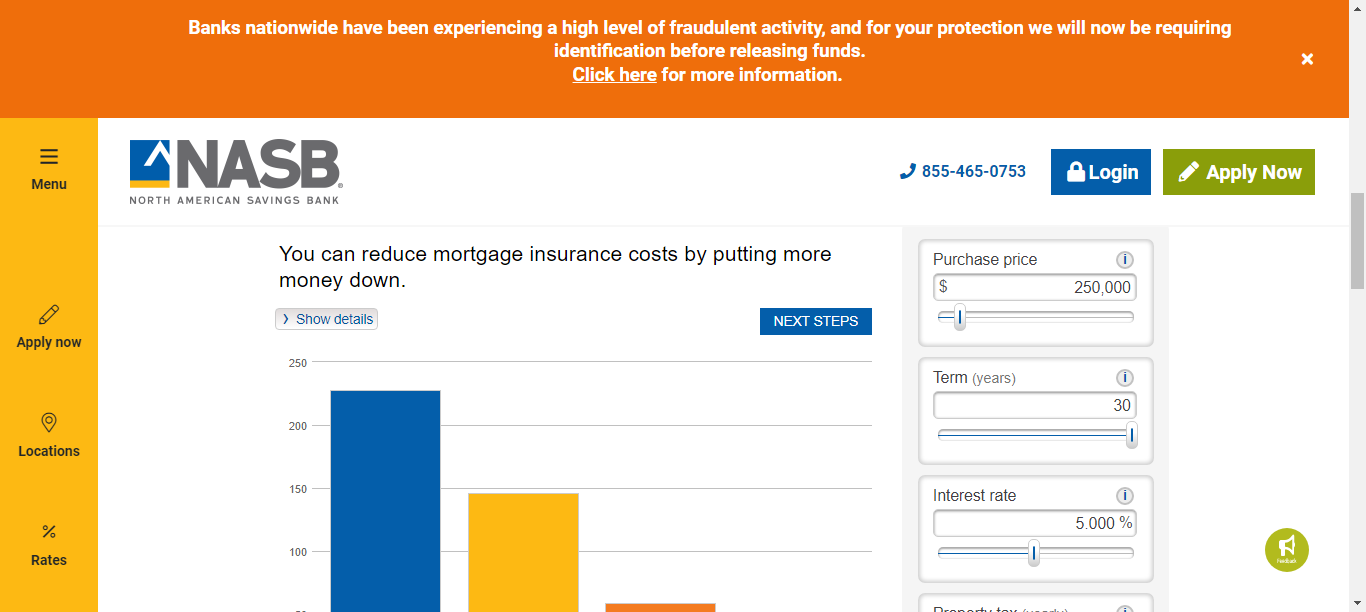 Banks nationwide have been experiencing a high level of fraudulent activity, and for your protection we will now be requiring
identification before releasing funds.
Click here for more information.
Menu
NASB®
NORTH AMERICAN SAVINGS BANK
855-465-0753
Login
Apply Now
Apply now
Locations
Rates
You can reduce mortgage insurance costs by putting more
money down.
Show details
NEXT STEPS
250
200
150
100
Purchase price
$ 250,000
Term (years)
30
Interest rate
5.000 %
Property tax (yearly)
Feedback